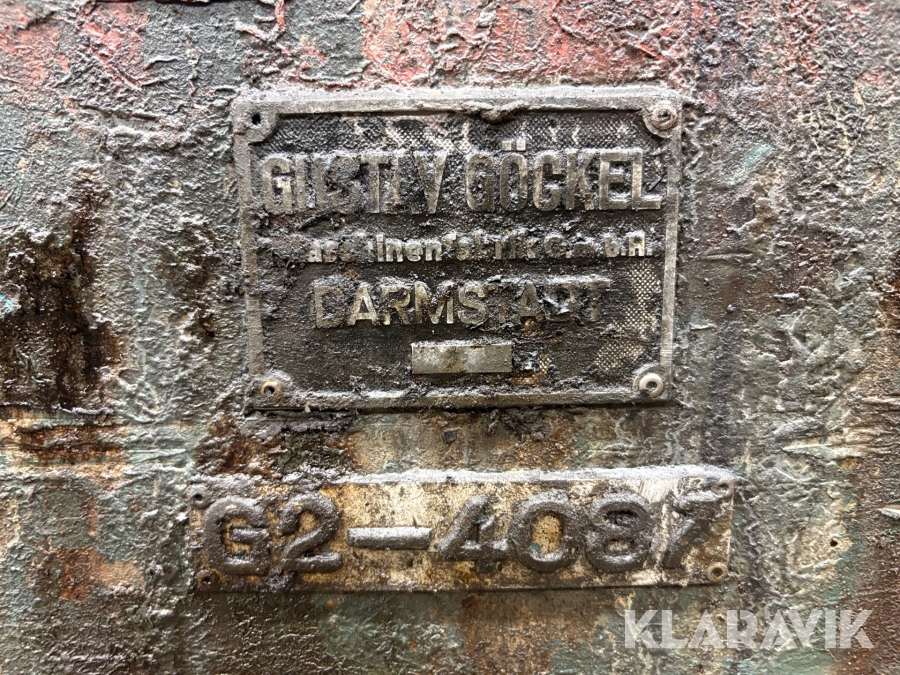 GUSTAV GÖCKEL
Maschinenfabrik G.m.b.H.
DARMSTADT
G2-4087
KLARAVIK